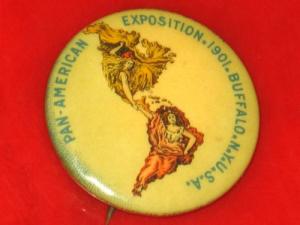 PAN-AMERICAN EXPOSITION. 1901. BUFFALO. N.Y. U.S.A.